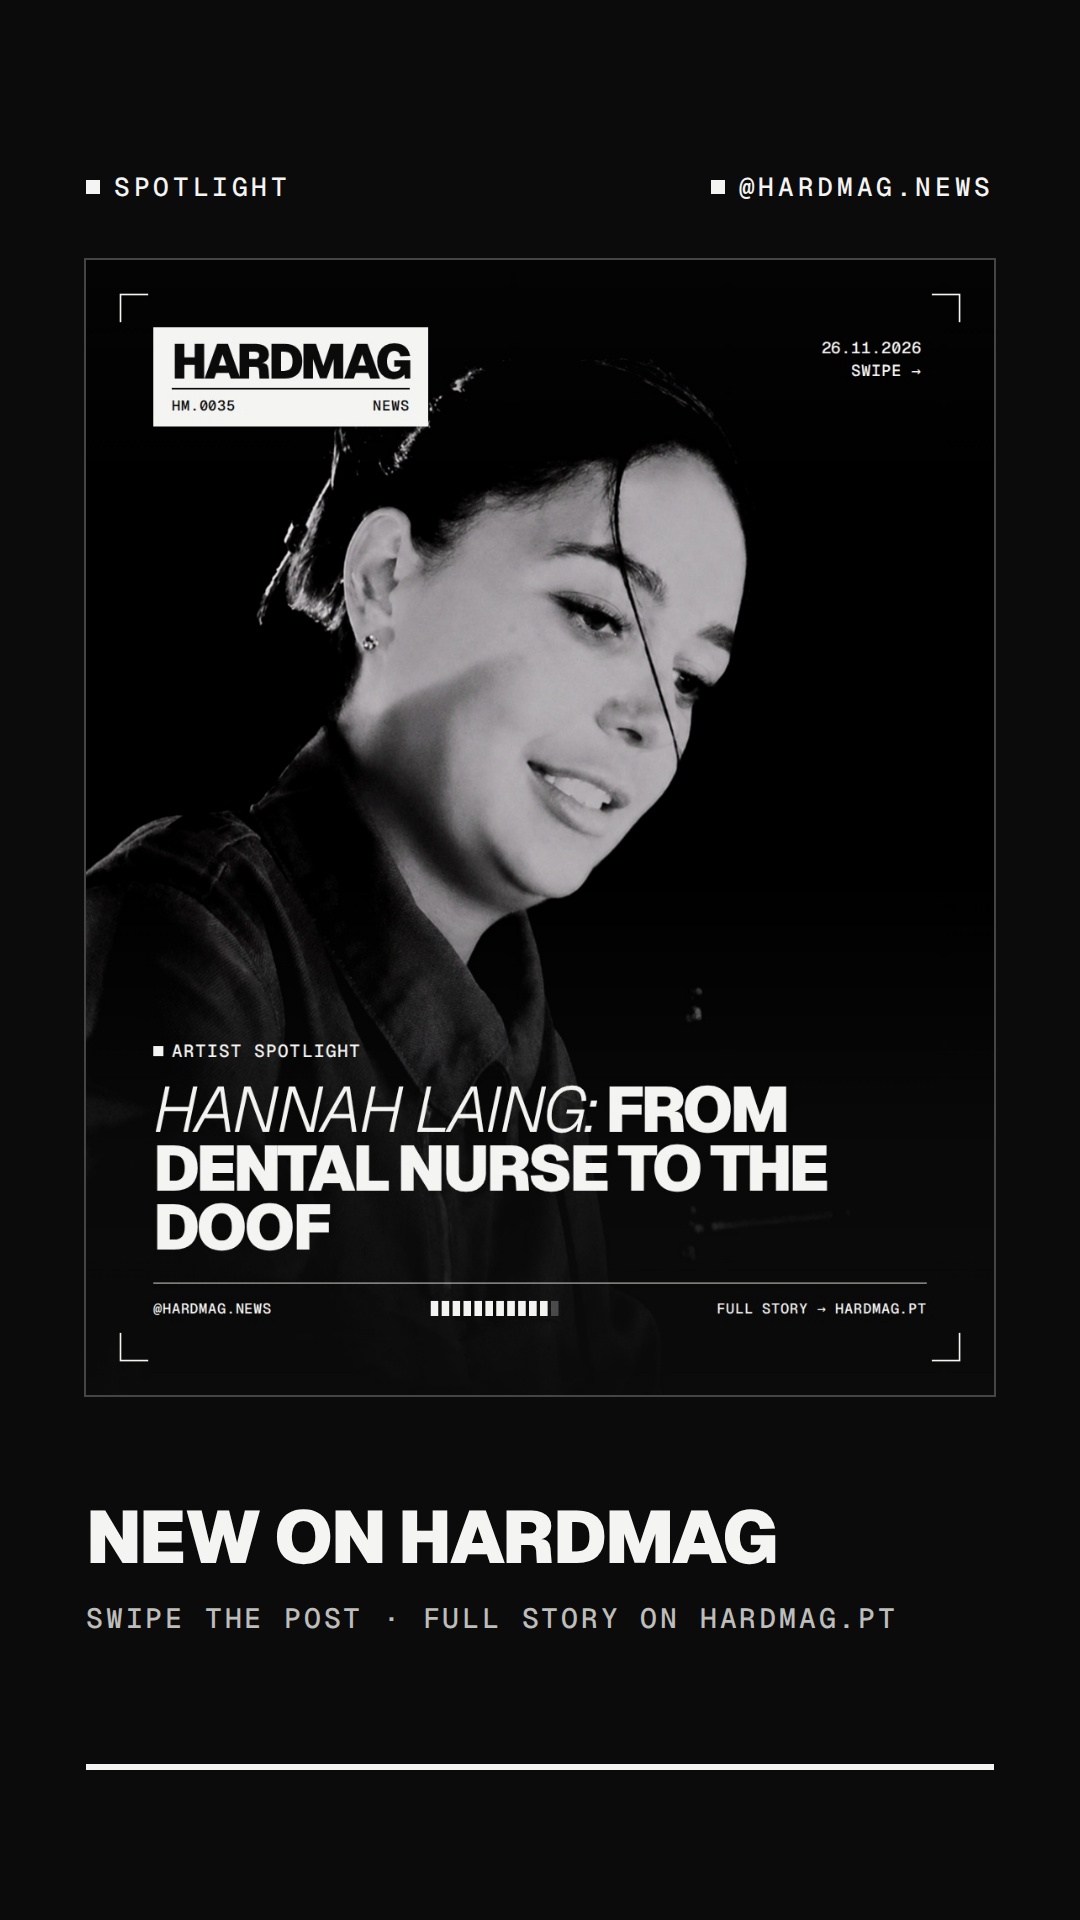 SPOTLIGHT
@HARDMAG.NEWS
HARDMAG
HM.0035 NEWS
26.11.2026
SWIPE →
ARTIST SPOTLIGHT
HANNAH LAING: FROM
DENTAL NURSE TO THE
DOOF
@HARDMAG.NEWS
FULL STORY → HARDMAG.PT
NEW ON HARDMAG
SWIPE THE POST · FULL STORY ON HARDMAG.PT